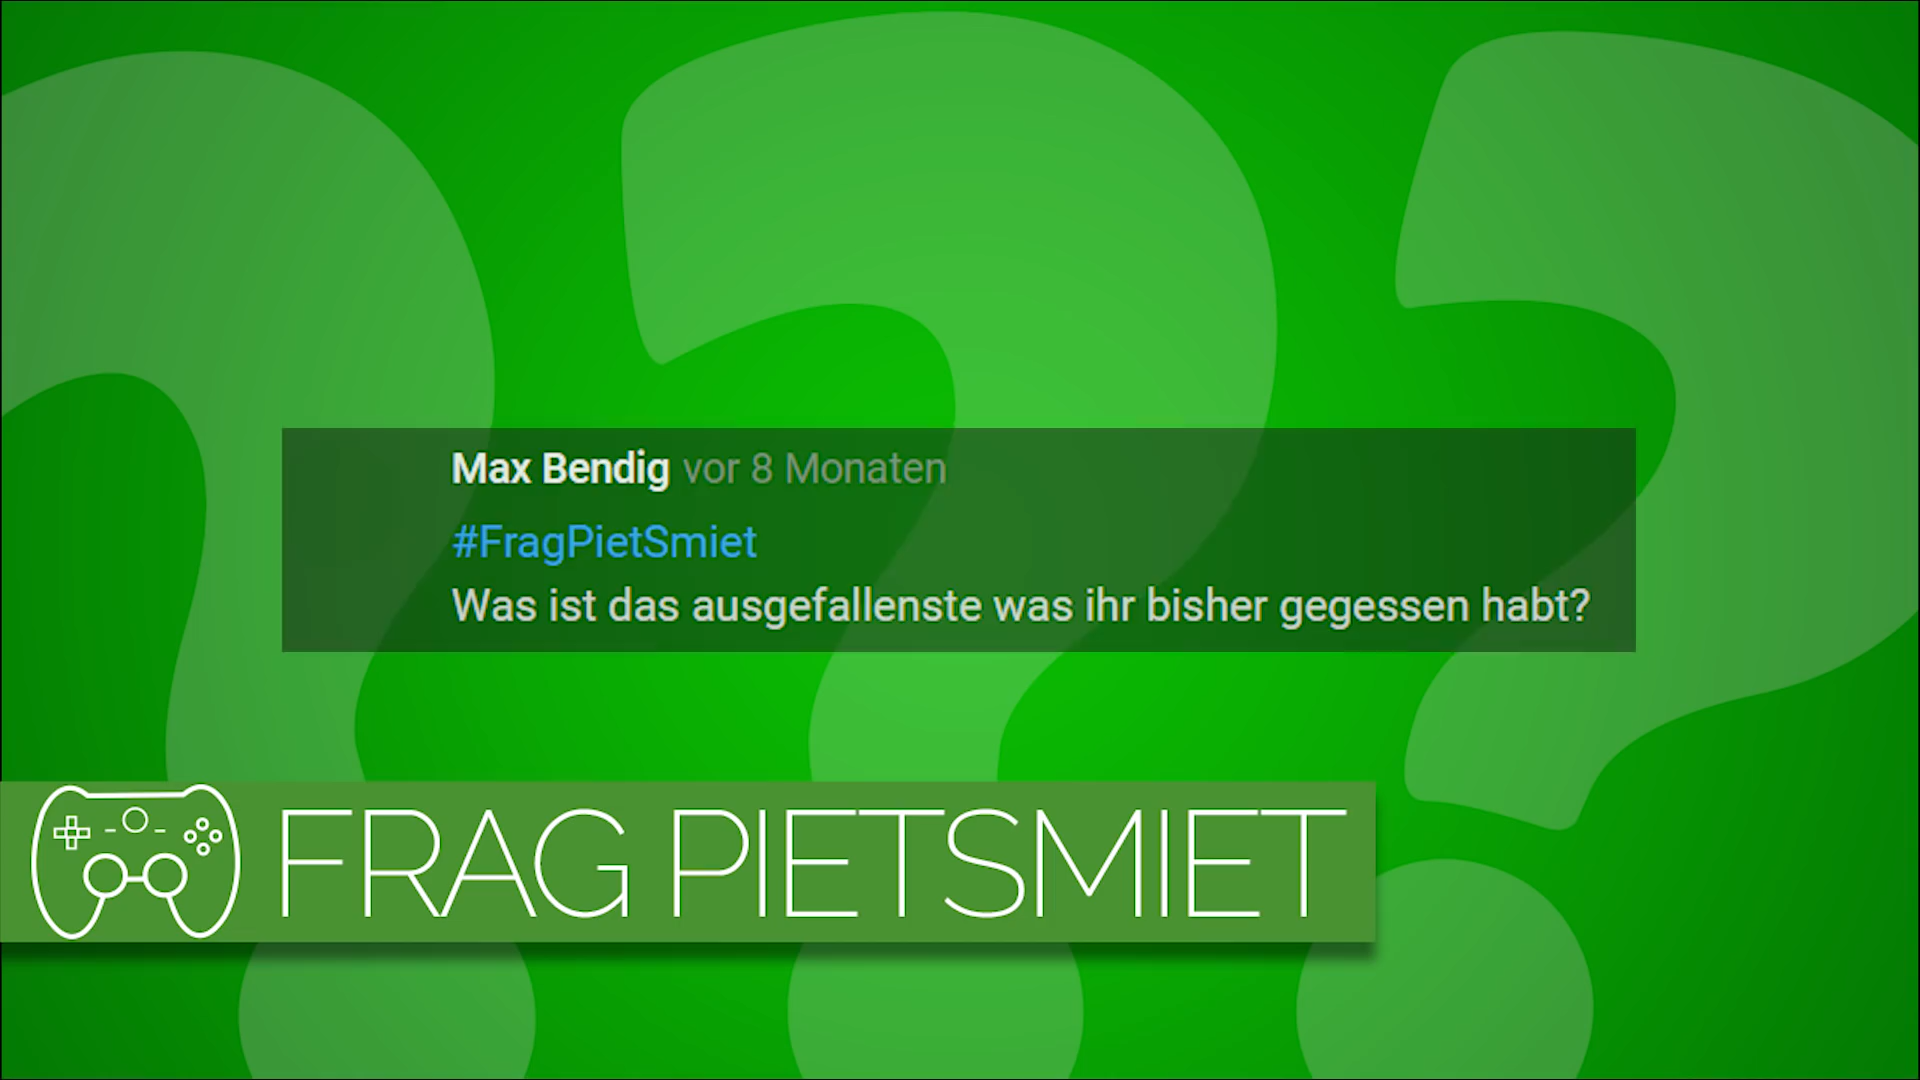 Max Bendig vor 8 Monaten
#FragPietSmiet
Was ist das ausgefallenste was ihr bisher gegessen habt?
FRAG PIETSMIET